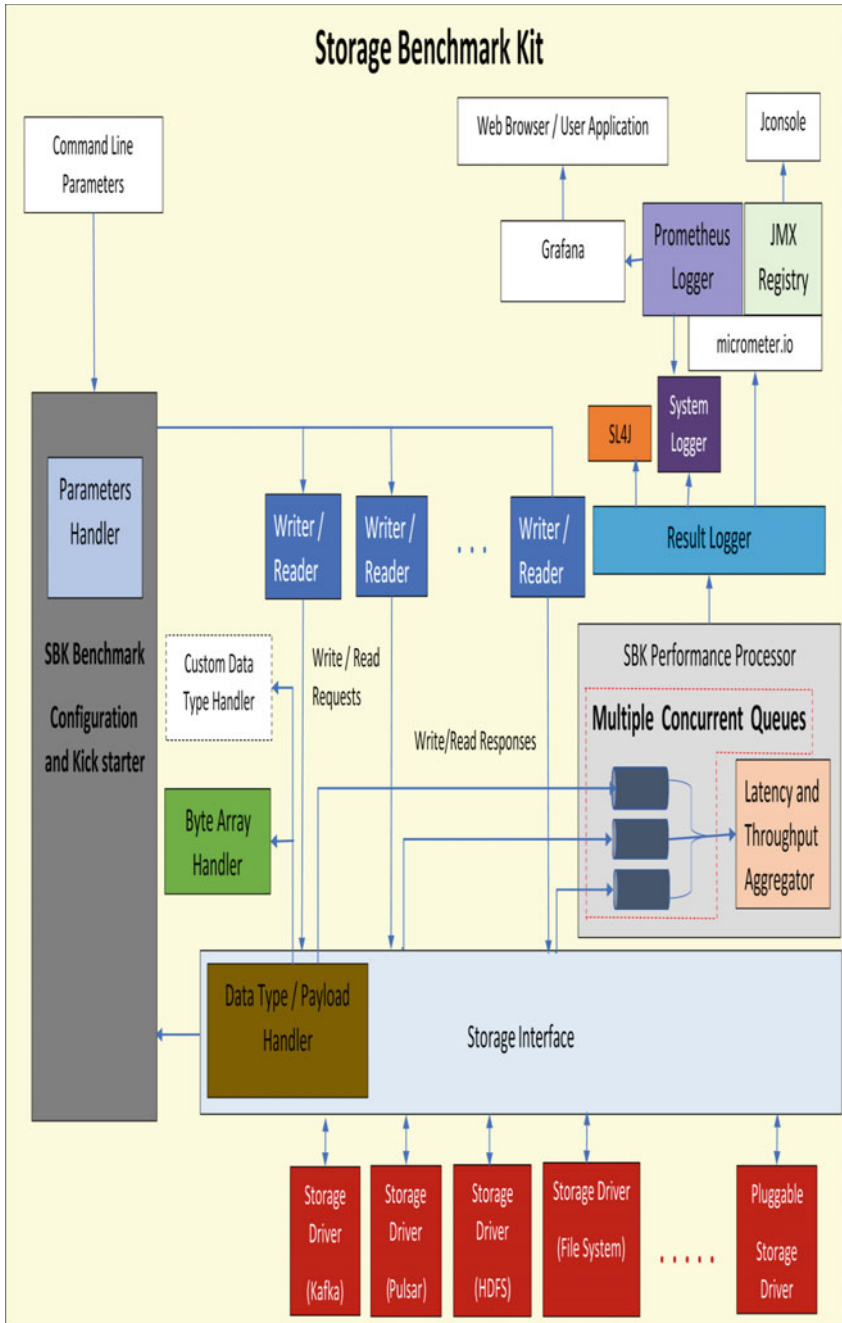 Storage Benchmark Kit
Command Line
Parameters
Web Browser / User Application
Jconsole
Grafana
Prometheus
Logger
JMX
Registry
micrometer.io
SL4J
System
Logger
Parameters
Handler
Writer /
Reader
Writer /
Reader
. . .
Writer /
Reader
Result Logger
SBK Benchmark
Configuration
and Kick starter
Custom Data
Type Handler
Write / Read
Requests
Write/Read Responses
SBK Performance Processor
Multiple Concurrent Queues
Latency and
Throughput
Aggregator
Byte Array
Handler
Data Type / Payload
Handler
Storage Interface
Storage
Driver
(Kafka)
Storage
Driver
(Pulsar)
Storage
Driver
(HDFS)
Storage Driver
(File System)
. . . . .
Pluggable
Storage
Driver